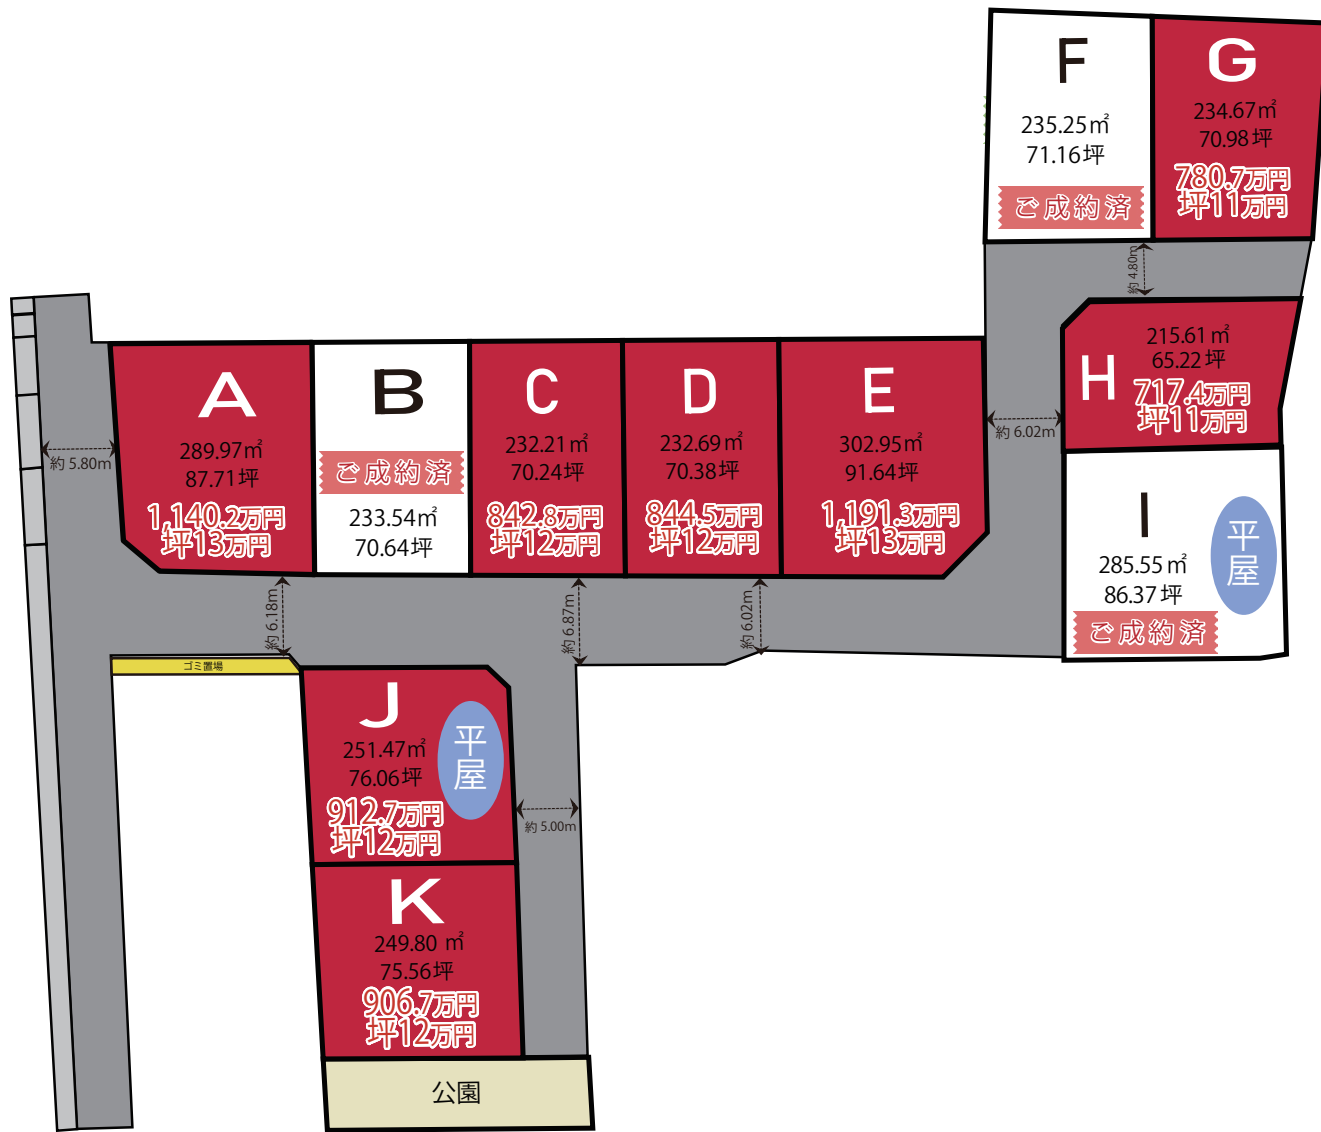 F
235.25㎡
71.16坪
ご成約済
G
234.67㎡
70.98坪
780.7万円
坪11万円
約 4.80m
H
215.61㎡
65.22坪
717.4万円
坪11万円
A
289.97㎡
87.71坪
1,140.2万円
坪13万円
B
ご成約済
233.54㎡
70.64坪
C
232.21㎡
70.24坪
842.8万円
坪12万円
D
232.69㎡
70.38坪
844.5万円
坪12万円
E
302.95㎡
91.64坪
1,191.3万円
坪13万円
約 5.80m
約 6.02m
I
285.55㎡
86.37坪
ご成約済
平屋
約 6.18m
約 6.87m
約 6.02m
ゴミ置場
J
251.47㎡
76.06坪
912.7万円
坪12万円
平屋
約 5.00m
K
249.80 ㎡
75.56坪
906.7万円
坪12万円
公園